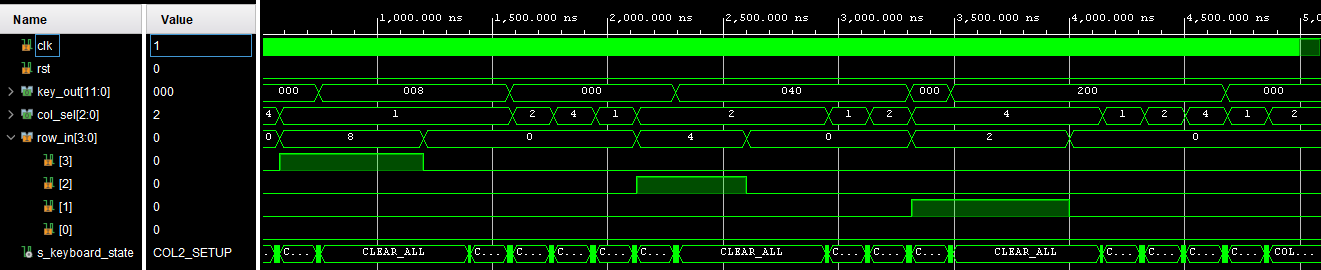 Name Value
1,000.000 ns 1,500.000 ns 2,000.000 ns 2,500.000 ns 3,000.000 ns 3,500.000 ns 4,000.000 ns 4,500.000 ns 5,0
clk 1
rst 0
key_out[11:0] 000 000 008 000 040 000 200 000
col_sel[2:0] 2 4 1 2 4 1 2 1 2 4 1 2 4 1 2
row_in[3:0] 0 0 8 0 4 0 2 0
[3] 0
[2] 0
[1] 0
[0] 0
s_keyboard_state COL2_SETUP . C... CLEAR_ALL C... C... C... C... C... CLEAR_ALL C... C... C... CLEAR_ALL C... C... C... C... COL...